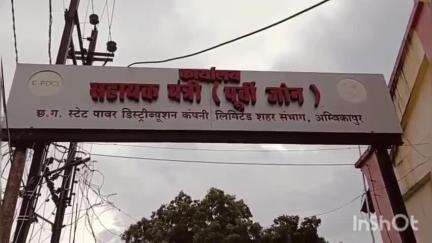 कार्यालय
सहायक यंत्री (पूर्वी जोन)
छ.ग. स्टेट पावर डिस्ट्रीब्यूशन कंपनी लिमिटेड शहर संभाग, अम्बिकापुर
InShot